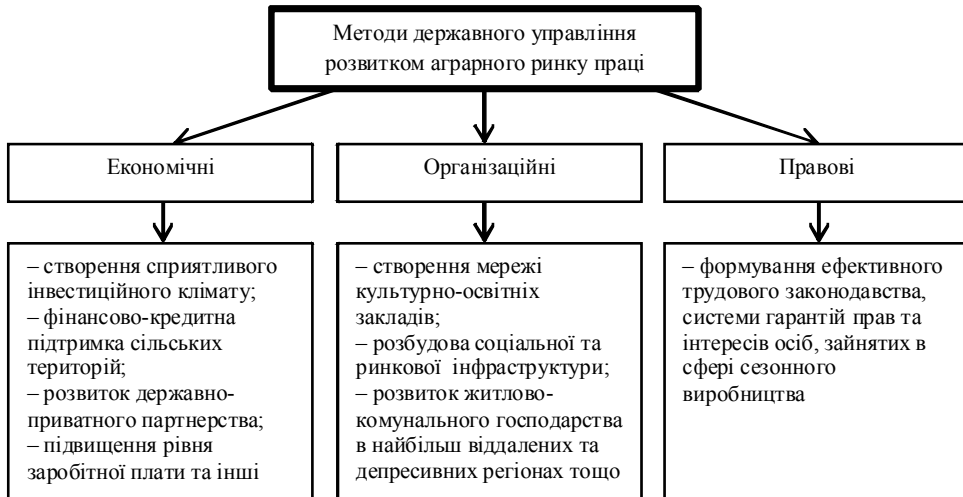 Методи державного управління
розвитком аграрного ринку праці
Економічні
Організаційні
Правові
– створення сприятливого
інвестиційного клімату;
– фінансово-кредитна
підтримка сільських
територій;
– розвиток державно-
приватного партнерства;
– підвищення рівня
заробітної плати та інші
– створення мережі
культурно-освітніх
закладів;
– розбудова соціальної та
ринкової інфраструктури;
– розвиток житлово-
комунального господарства
в найбільш віддалених та
депресивних регіонах тощо
– формування ефективного
трудового законодавства,
системи гарантій прав та
інтересів осіб, зайнятих в
сфері сезонного
виробництва